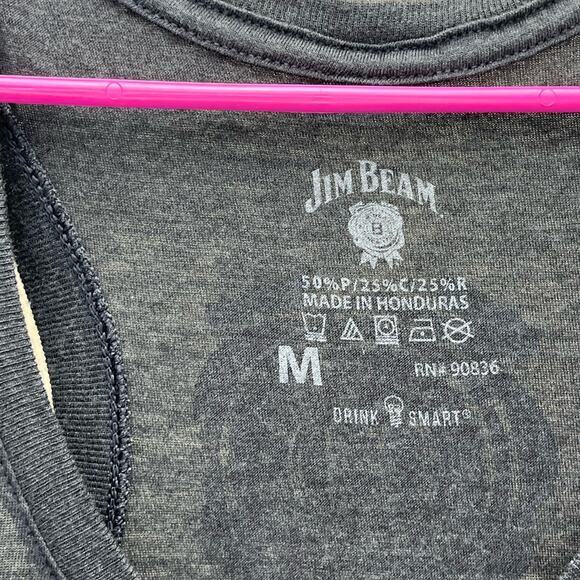 JIM BEAM
B
50%P/25%C/25%R
MADE IN HONDURAS
M
RN# 90836
DRINK SMART®